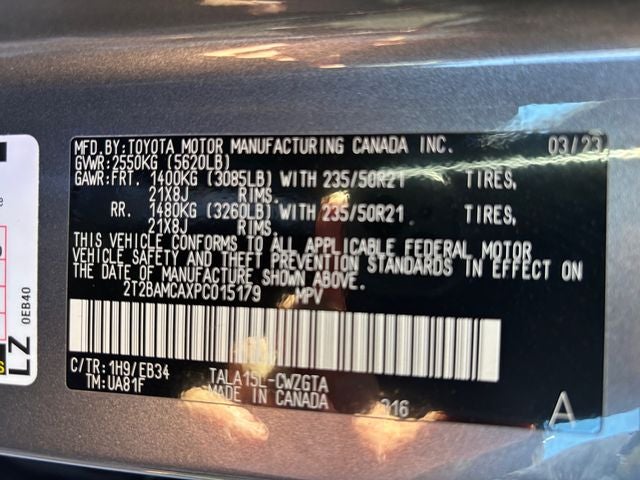 MFD.BY:TOYOTA MOTOR MANUFACTURING CANADA INC. 03/23
GVWR:2550KG (5620LB)
GAWR:FRT. 1400KG (3085LB) WITH 235/50R21 TIRES,
21X8J RIMS.
RR. 1480KG (3260LB) WITH 235/50R21 TIRES,
21X8J RIMS.
THIS VEHICLE CONFORMS TO ALL APPLICABLE FEDERAL MOTOR
VEHICLE SAFETY AND THEFT PREVENTION STANDARDS IN EFFECT ON
THE DATE OF MANUFACTURE SHOWN ABOVE.
2T2BAMCAXPC015179 MPV
C/TR:1H9/EB34
TM:UA81F
TALA15L-CWZGTA
MADE IN CANADA
916
A
0EB40
LZ